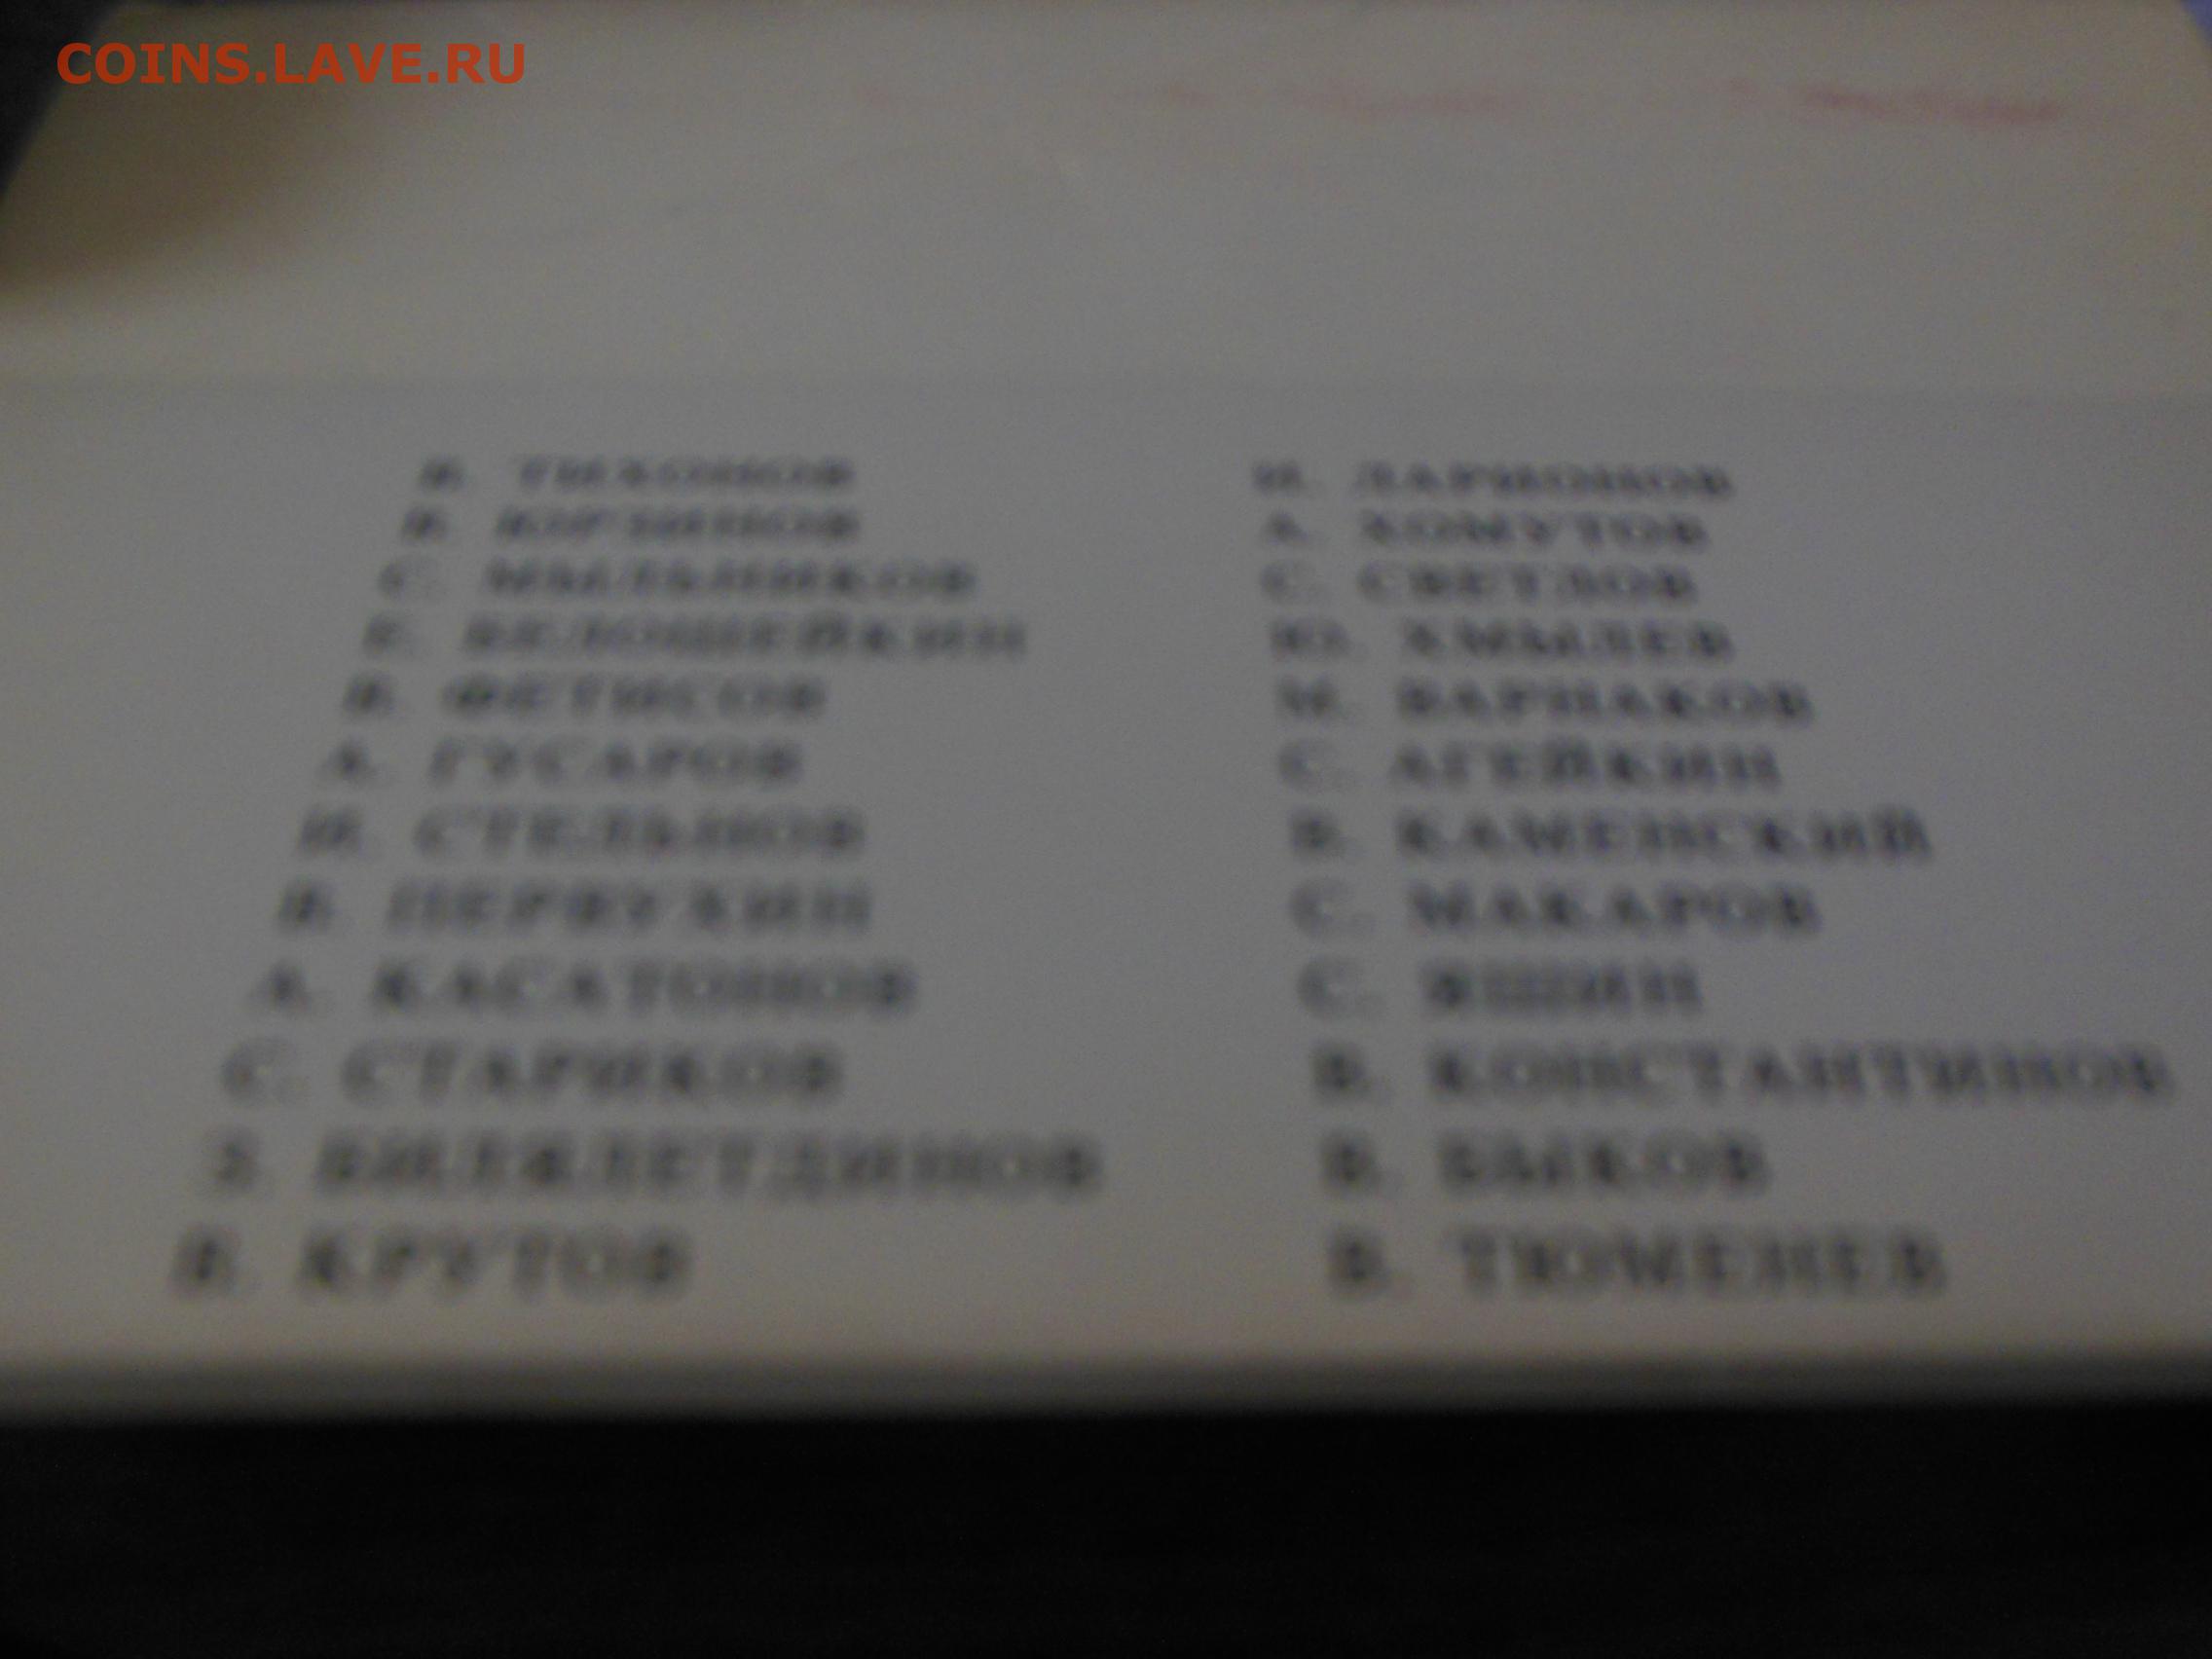 COINS.LAVE.RU
В. ТИХОНОВ
В. ЮРЗИНОВ
С. МЫЛЬНИКОВ
Е. БЕЛОШЕЙКИН
В. ФЕТИСОВ
А. ГУСАРОВ
И. СТЕЛЬНОВ
В. ПЕРВУХИН
А. КАСАТОНОВ
С. СТАРИКОВ
З. БИЛЯЛЕТДИНОВ
В. КРУТОВ
И. ЛАРИОНОВ
А. ХОМУТОВ
С. СВЕТЛОВ
Ю. ХМЫЛЕВ
М. ВАРНАКОВ
С. АГЕЙКИН
В. КАМЕНСКИЙ
С. МАКАРОВ
С. ЯШИН
В. КОНСТАНТИНОВ
В. БЫКОВ
В. ТЮМЕНЕВ